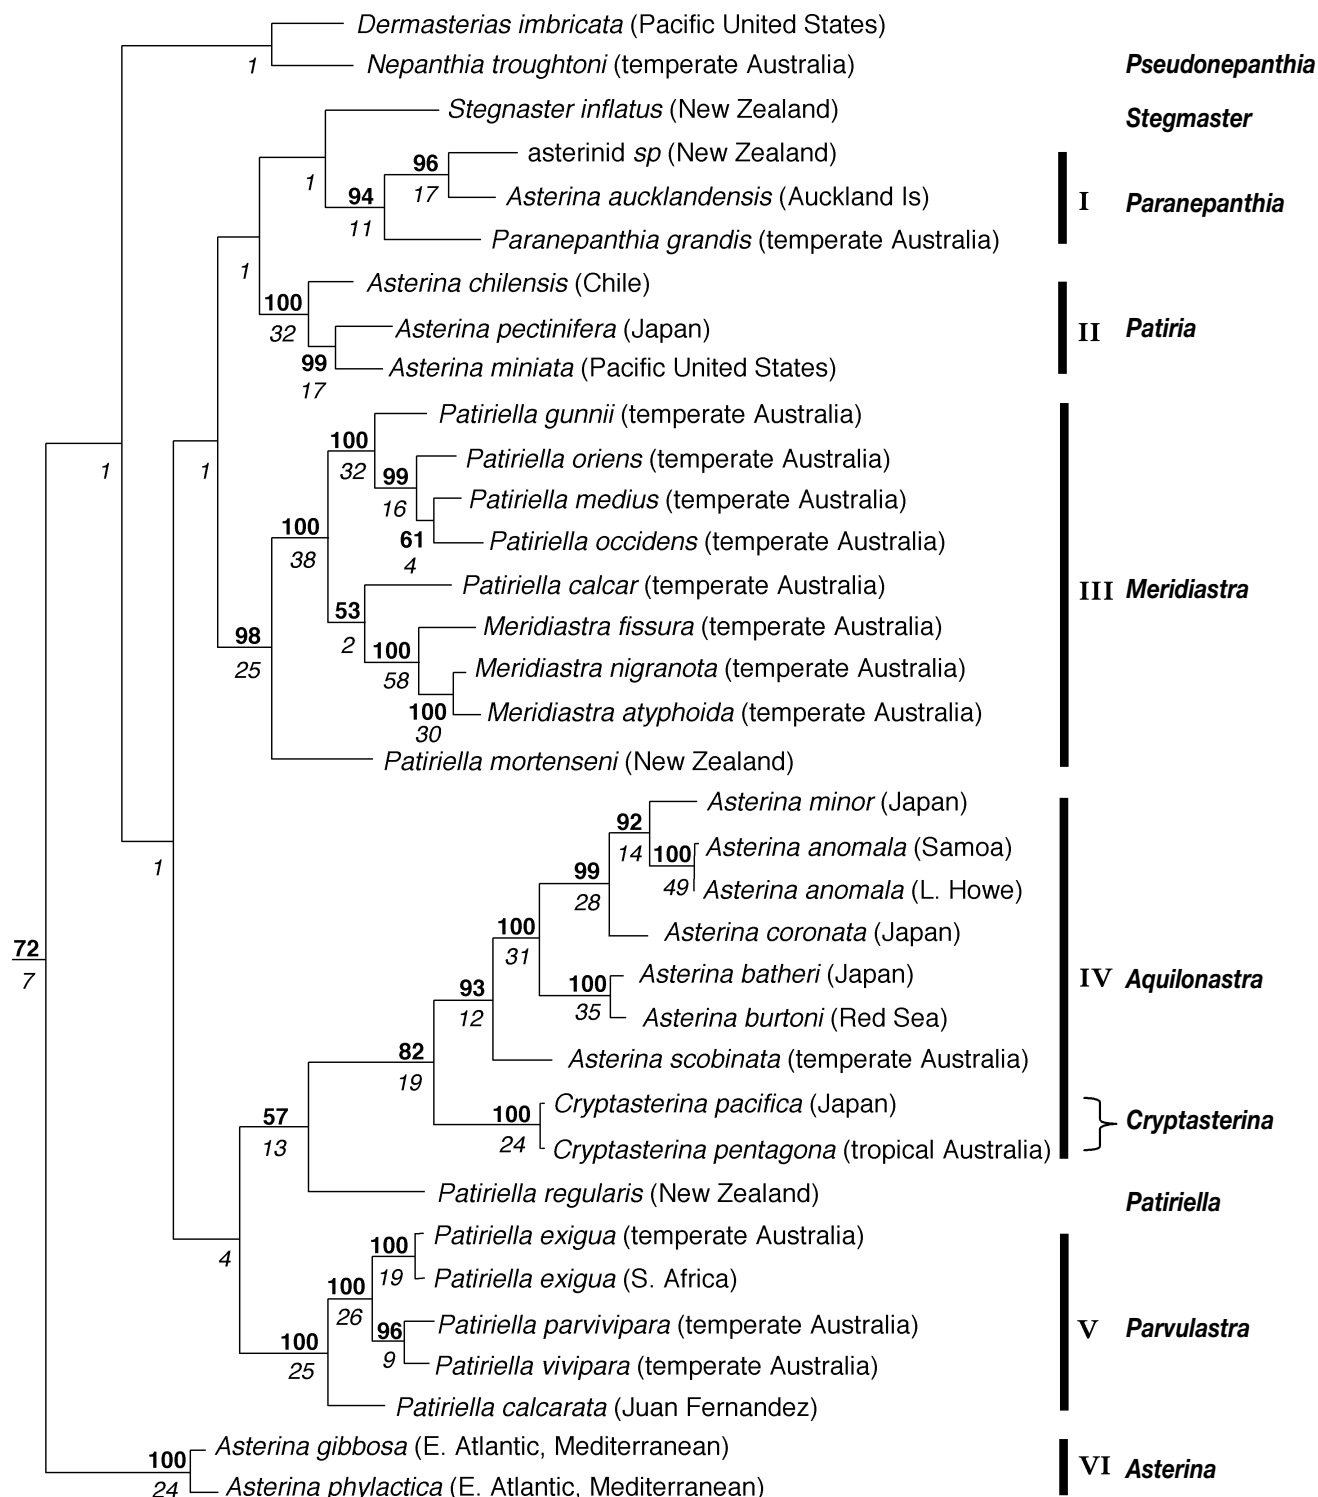 Dermasterias imbricata (Pacific United States)
1
Nepanthia troughtoni (temperate Australia)
Pseudonepanthia
Stegnaster inflatus (New Zealand)
Stegmaster
asterinid sp (New Zealand)
96
1
17
94
Asterina aucklandensis (Auckland Is)
I Paranepanthia
11
Paranepanthia grandis (temperate Australia)
1
Asterina chilensis (Chile)
100
32
Asterina pectinifera (Japan)
II Patiria
99
Asterina miniata (Pacific United States)
17
Patiriella gunnii (temperate Australia)
100
1
1
32
Patiriella oriens (temperate Australia)
99
16
Patiriella medius (temperate Australia)
100
61
Patiriella occidens (temperate Australia)
38
4
Patiriella calcar (temperate Australia)
III Meridiastra
53
Meridiastra fissura (temperate Australia)
98
2
100
25
58
Meridiastra nigranota (temperate Australia)
100
Meridiastra atyphoida (temperate Australia)
30
Patiriella mortenseni (New Zealand)
Asterina minor (Japan)
92
14
100
Asterina anomala (Samoa)
1
99
49
Asterina anomala (L. Howe)
28
100
Asterina coronata (Japan)
72
31
7
93
100
Asterina batheri (Japan)
IV Aquilonastra
12
35
Asterina burtoni (Red Sea)
82
Asterina scobinata (temperate Australia)
19
57
100
Cryptasterina pacifica (Japan)
Cryptasterina
13
24
Cryptasterina pentagona (tropical Australia)
Patiriella regularis (New Zealand)
Patiriella
4
100
Patiriella exigua (temperate Australia)
19
100
Patiriella exigua (S. Africa)
26
96
Patiriella parvivipara (temperate Australia)
V Parvulastra
100
9
25
Patiriella vivipara (temperate Australia)
Patiriella calcarata (Juan Fernandez)
Asterina gibbosa (E. Atlantic, Mediterranean)
100
VI Asterina
24
Asterina phylactica (E. Atlantic, Mediterranean)